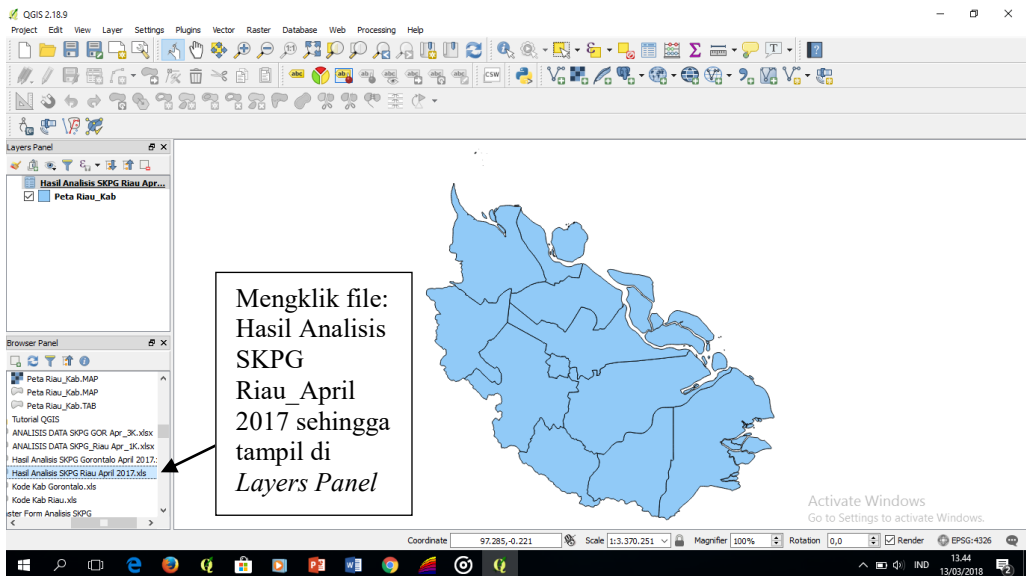 QGIS 2.18.9
Project Edit View Layer Settings Plugins Vector Raster Database Web Processing Help
Layers Panel
Hasil Analisis SKPG Riau Apr...
Peta Riau_Kab
Browser Panel
Peta Riau_Kab.MAP
Peta Riau_Kab.MAP
Peta Riau_Kab.TAB
Tutorial QGIS
ANALISIS DATA SKPG GOR Apr_3K.xlsx
ANALISIS DATA SKPG_Riau Apr_1K.xlsx
Hasil Analisis SKPG Gorontalo April 2017.
Hasil Analisis SKPG Riau April 2017.xls
Kode Kab Gorontalo.xls
Kode Kab Riau.xls
aster Form Analisis SKPG
Mengklik file:
Hasil Analisis
SKPG
Riau_April
2017 sehingga
tampil di
Layers Panel
Activate Windows
Go to Settings to activate Windows.
Coordinate 97.285,-0.221 Scale 1:3.370.251 Magnifier 100% Rotation 0,0 Render EPSG:4326
IND
13.44
13/03/2018